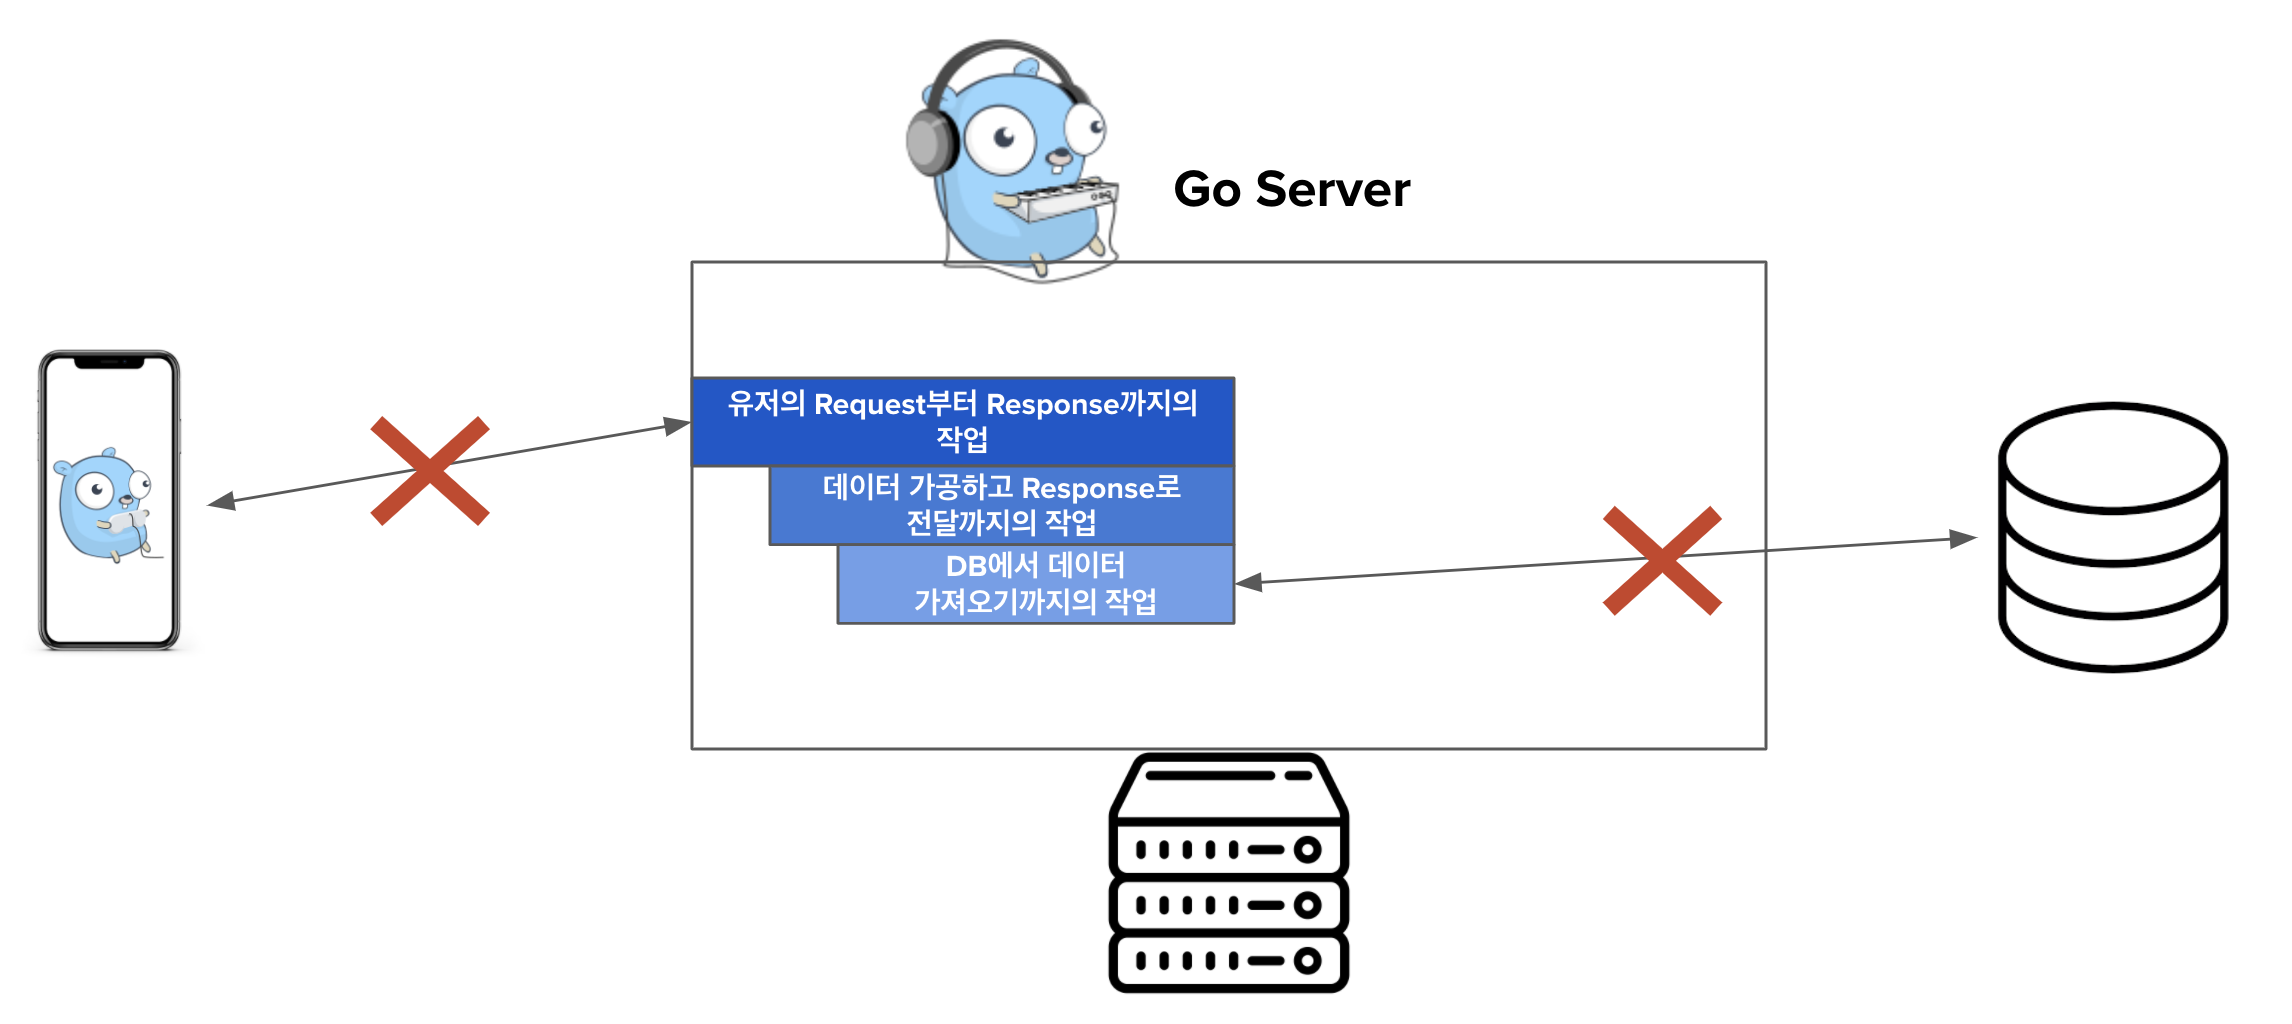 Go Server
유저의 Request부터 Response까지의
작업
데이터 가공하고 Response로
전달까지의 작업
DB에서 데이터
가져오기까지의 작업